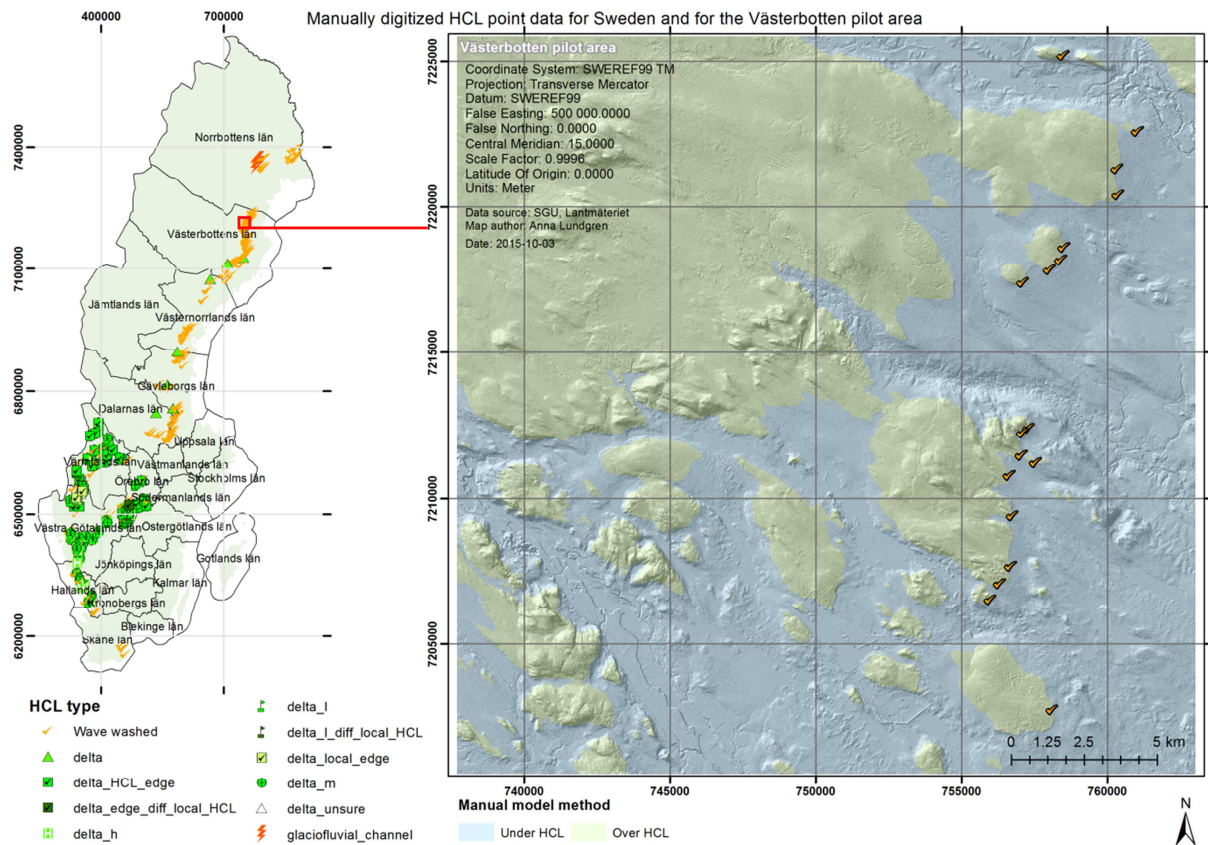 Manually digitized HCL point data for Sweden and for the Västerbotten pilot area
400000
700000
7400000
7100000
6800000
6500000
6200000
Norrbottens län
Västerbottens län
Jämtlands län
Västernorrlands län
Gävleborgs län
Dalarnas län
Uppsala län
Värmlands län
Västmanlands län
Örebro län
Stockholms län
Södermanlands län
Västra Götalands län
Östergötlands län
Jönköpings län
Gotlands län
Hallands län
Kalmar län
Kronobergs län
Blekinge län
Skåne län
400000
700000
HCL type
Wave washed
delta
delta_HCL_edge
delta_edge_diff_local_HCL
delta_h
delta_l
delta_l_diff_local_HCL
delta_local_edge
delta_m
delta_unsure
glaciofluvial_channel
Västerbotten pilot area
Coordinate System: SWEREF99 TM
Projection: Transverse Mercator
Datum: SWEREF99
False Easting: 500 000.0000
False Northing: 0.0000
Central Meridian: 15.0000
Scale Factor: 0.9996
Latitude Of Origin: 0.0000
Units: Meter
Data source: SGU, Lantmäteriet
Map author: Anna Lundgren
Date: 2015-10-03
7225000
7220000
7215000
7210000
7205000
0 1.25 2.5 5 km
740000
745000
750000
755000
760000
Manual model method
Under HCL
Over HCL
N